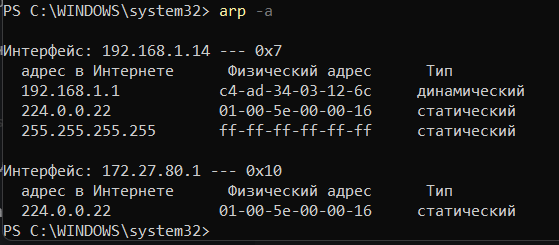 PS C:\WINDOWS\system32> arp -a
Интерфейс: 192.168.1.14 --- 0x7
адрес в Интернете Физический адрес Тип
192.168.1.1 c4-ad-34-03-12-6c динамический
224.0.0.22 01-00-5e-00-00-16 статический
255.255.255.255 ff-ff-ff-ff-ff-ff статический
Интерфейс: 172.27.80.1 --- 0x10
адрес в Интернете Физический адрес Тип
224.0.0.22 01-00-5e-00-00-16 статический
PS C:\WINDOWS\system32>